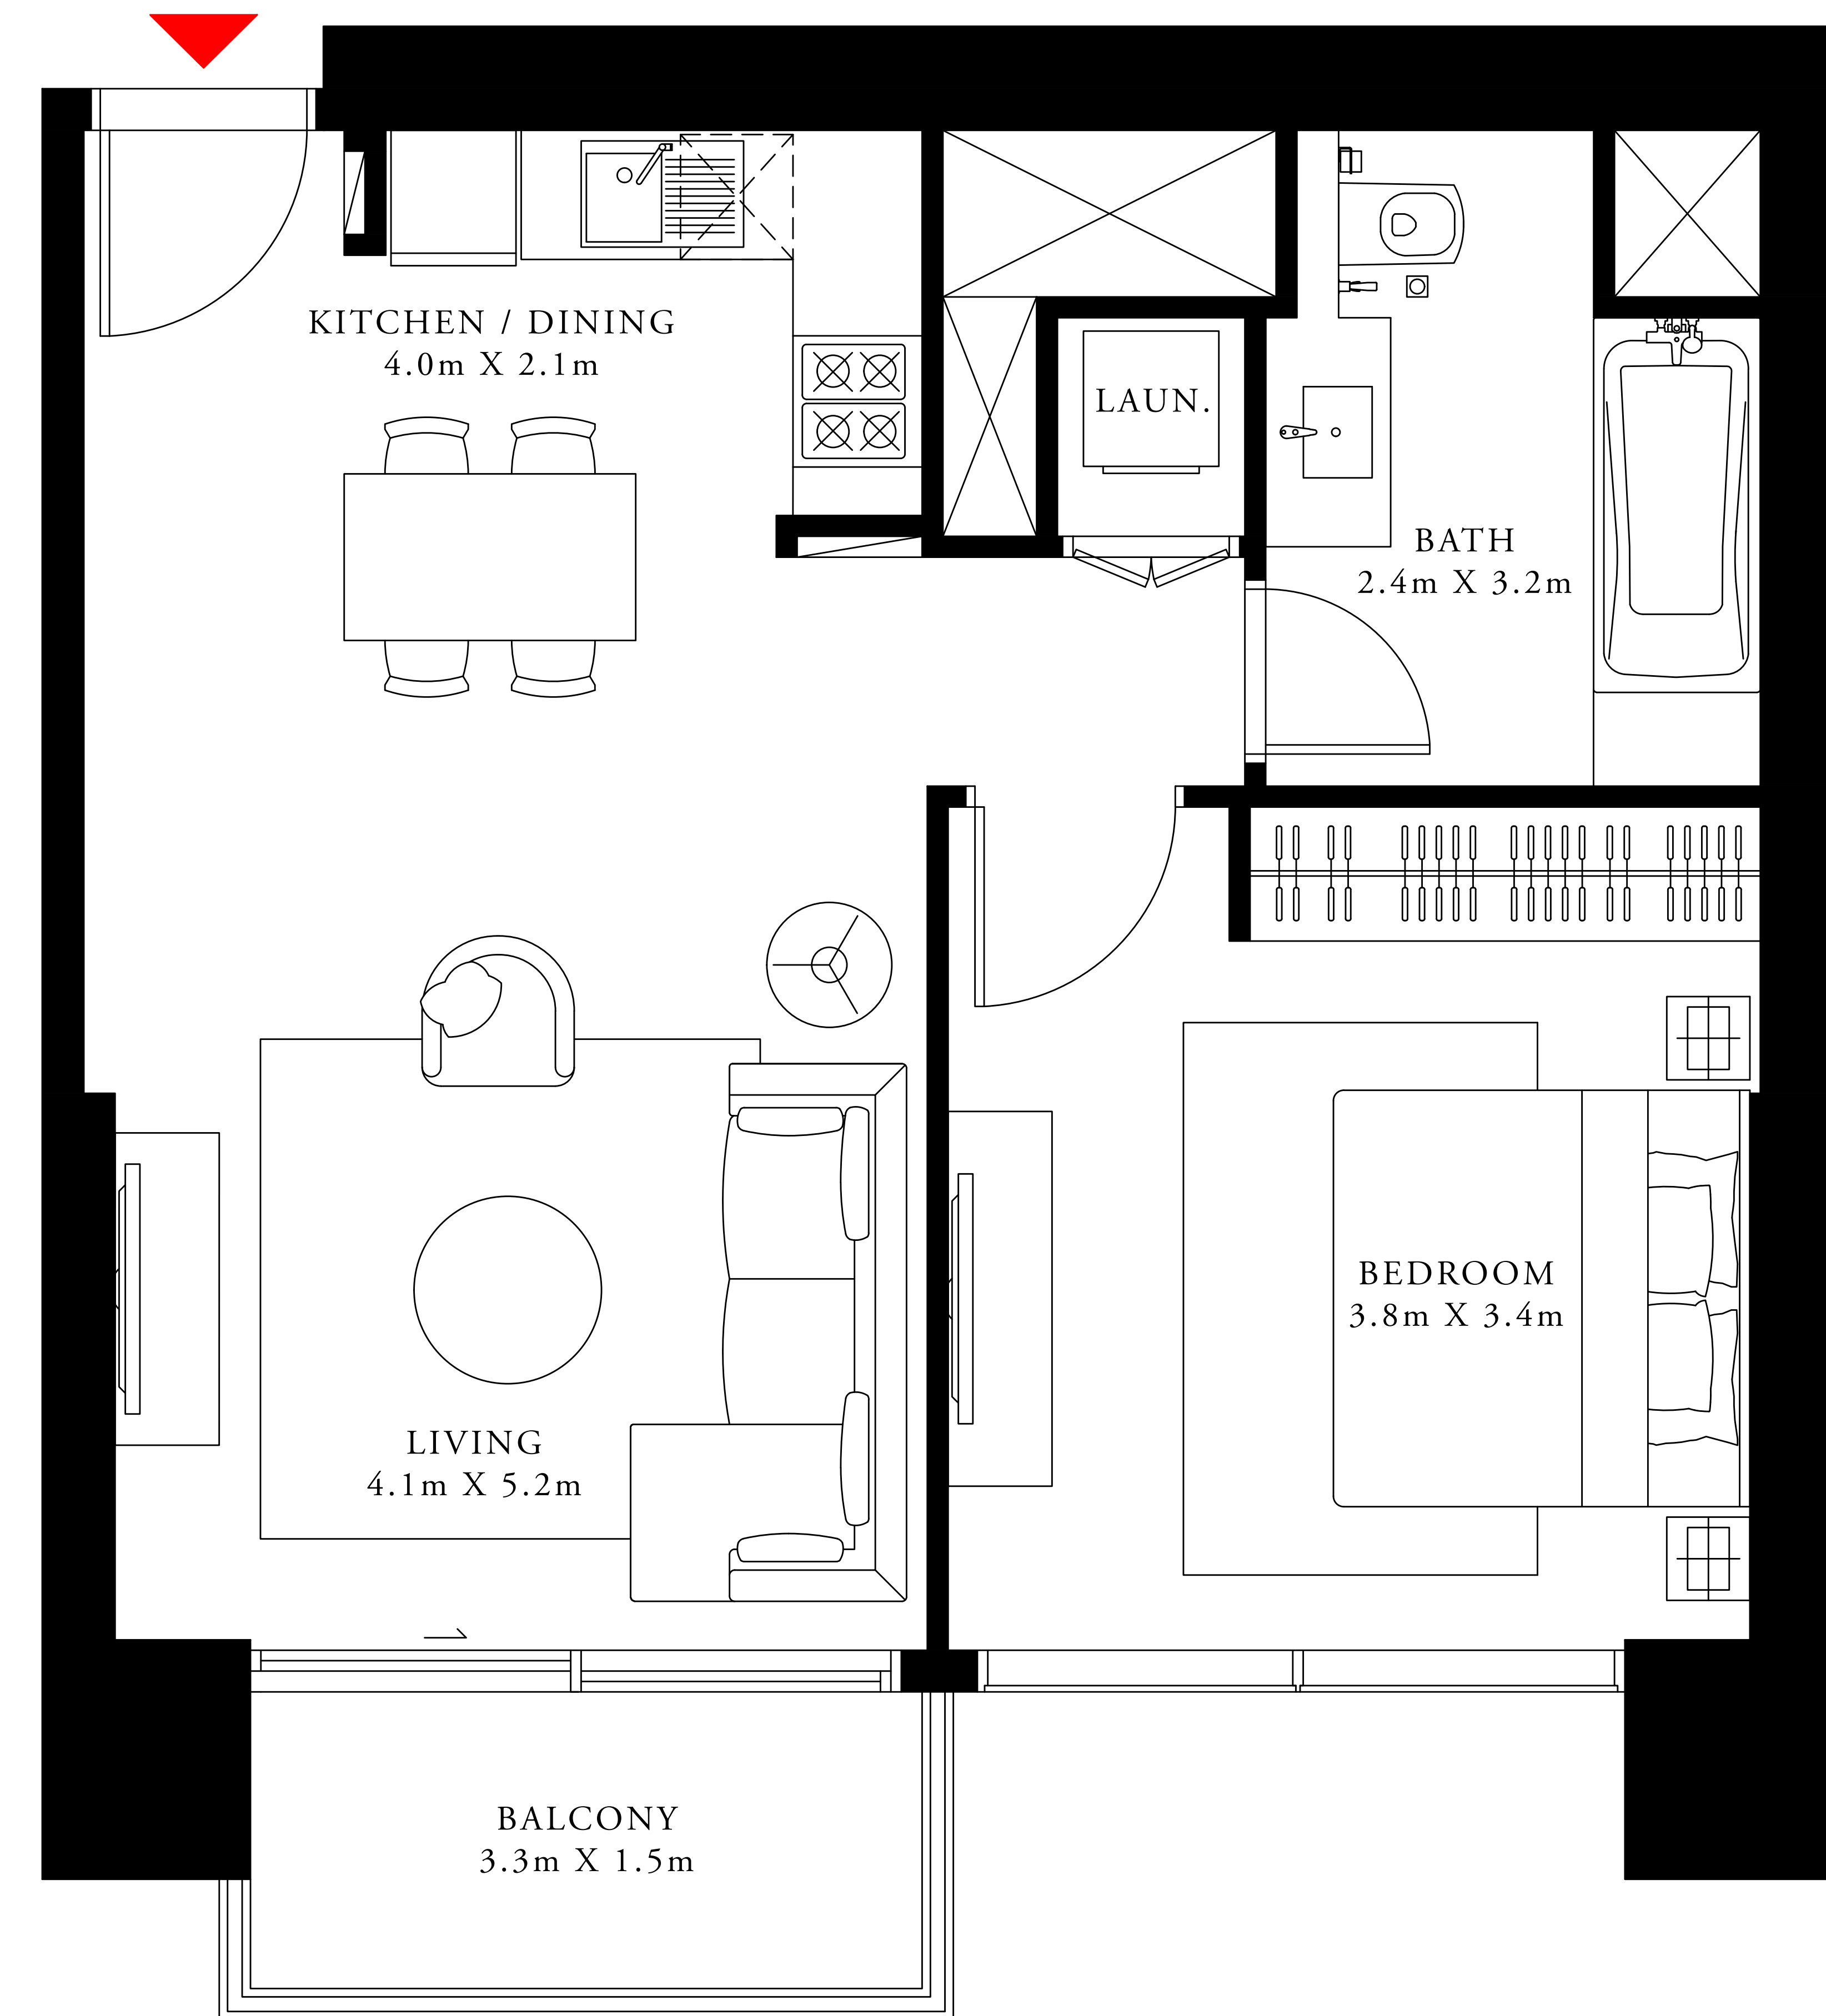 KITCHEN / DINING
4.0m X 2.1m
LAUN.
BATH
2.4m X 3.2m
BEDROOM
3.8m X 3.4m
LIVING
4.1m X 5.2m
BALCONY
3.3m X 1.5m